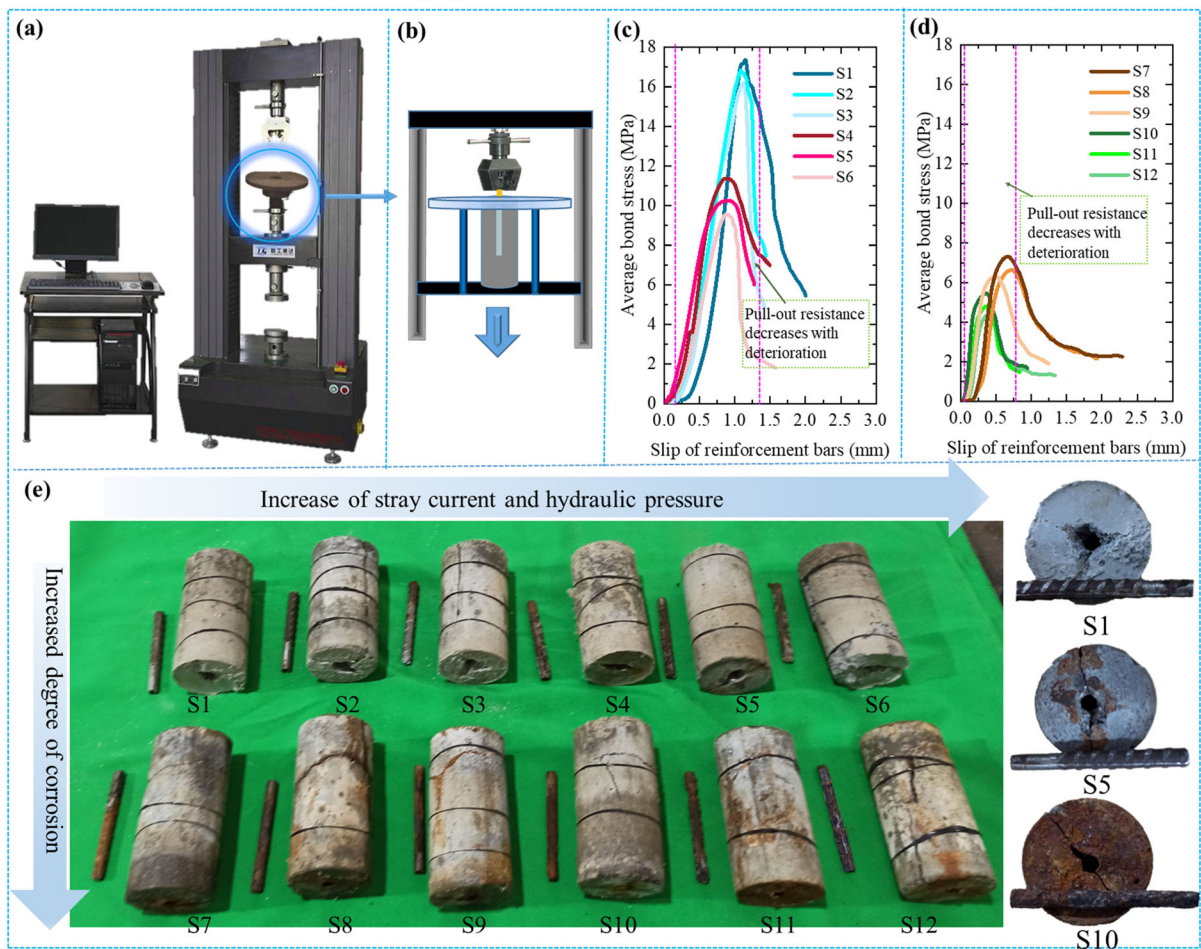 (a)
(b)
(c)
18
16
14
12
10
8
6
4
2
0
Average bond stress (MPa)
S1
S2
S3
S4
S5
S6
Pull-out resistance
decreases with
deterioration
0.0 0.5 1.0 1.5 2.0 2.5 3.0
Slip of reinforcement bars (mm)
(d)
18
16
14
12
10
8
6
4
2
0
Average bond stress (MPa)
S7
S8
S9
S10
S11
S12
Pull-out resistance
decreases with
deterioration
0.0 0.5 1.0 1.5 2.0 2.5 3.0
Slip of reinforcement bars (mm)
(e)
Increase of stray current and hydraulic pressure
Increased degree of corrosion
S1 S2 S3 S4 S5 S6
S7 S8 S9 S10 S11 S12
S1
S5
S10